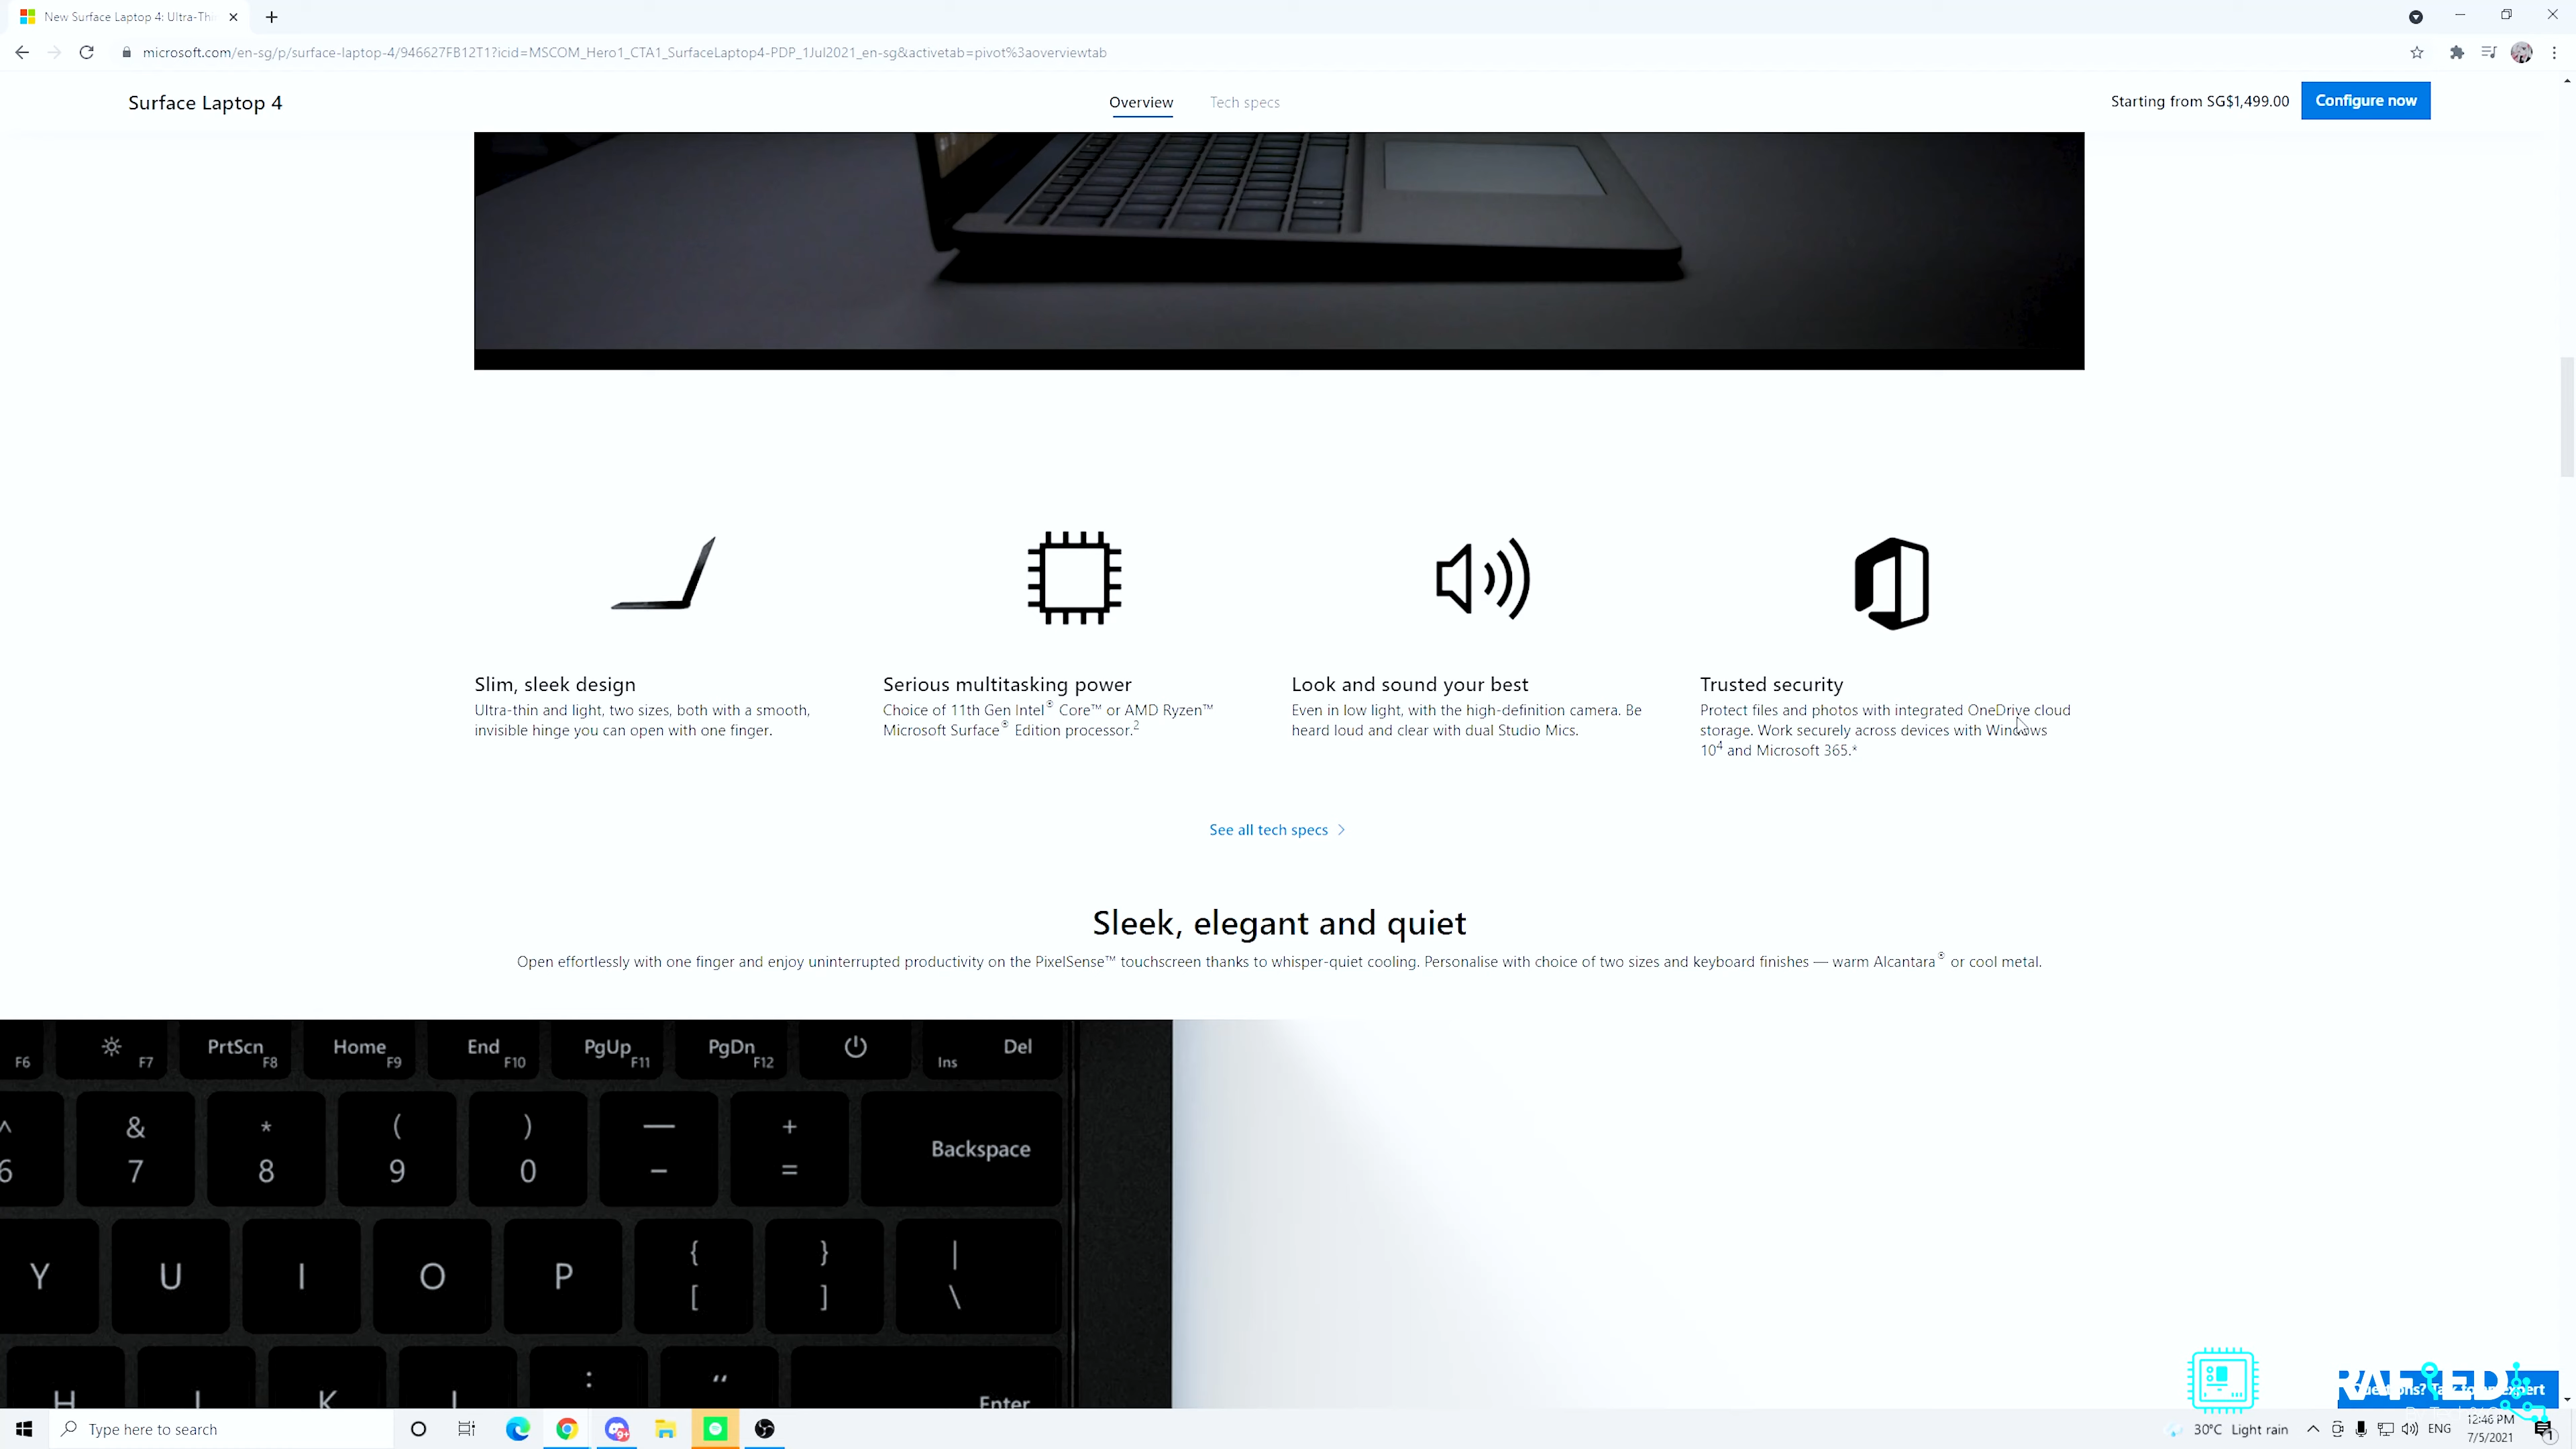 New Surface Laptop 4: Ultra-Thi
microsoft.com/en-sg/p/surface-laptop-4/946627FB12T1?icid=MSCOM_Hero1_CTA1_SurfaceLaptop4-PDP_1Jul2021_en-sg&activetab=pivot%3aoverviewtab
Surface Laptop 4
Overview
Tech specs
Starting from SG$1,499.00
Configure now
Slim, sleek design
Ultra-thin and light, two sizes, both with a smooth,
invisible hinge you can open with one finger.
Serious multitasking power
Choice of 11th Gen Intel® Core™ or AMD Ryzen™
Microsoft Surface® Edition processor.2
Look and sound your best
Even in low light, with the high-definition camera. Be
heard loud and clear with dual Studio Mics.
Trusted security
Protect files and photos with integrated OneDrive cloud
storage. Work securely across devices with Windows
104 and Microsoft 365.*
See all tech specs
Sleek, elegant and quiet
Open effortlessly with one finger and enjoy uninterrupted productivity on the PixelSense™ touchscreen thanks to whisper-quiet cooling. Personalise with choice of two sizes and keyboard finishes — warm Alcantara® or cool metal.
F6 F7 PrtScn F8 Home F9 End F10 PgUp F11 PgDn F12 Ins Del
^ 6 & 7 * 8 ( 9 ) 0 — - + = Backspace
Y U I O P { [ } ] | \
H K : “ Enter
Type here to search
9+
30°C Light rain
ENG
12:46 PM
7/5/2021
1